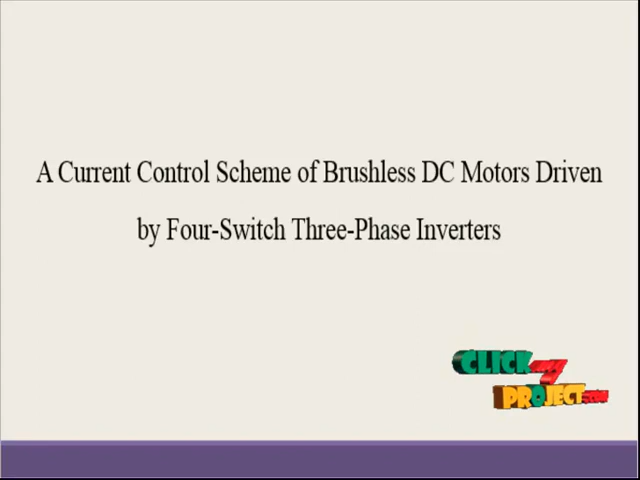 A Current Control Scheme of Brushless DC Motors Driven
by Four-Switch Three-Phase Inverters
CLICK
PROJECT